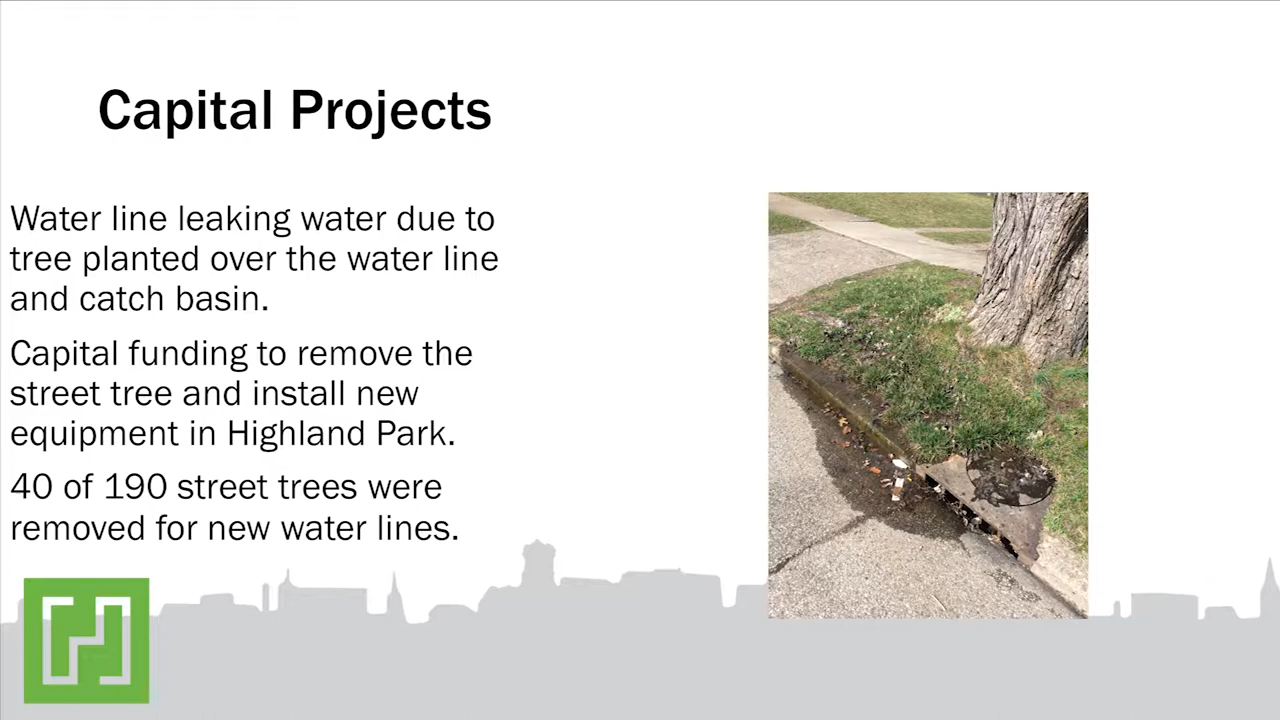 Capital Projects
Water line leaking water due to
tree planted over the water line
and catch basin.
Capital funding to remove the
street tree and install new
equipment in Highland Park.
40 of 190 street trees were
removed for new water lines.